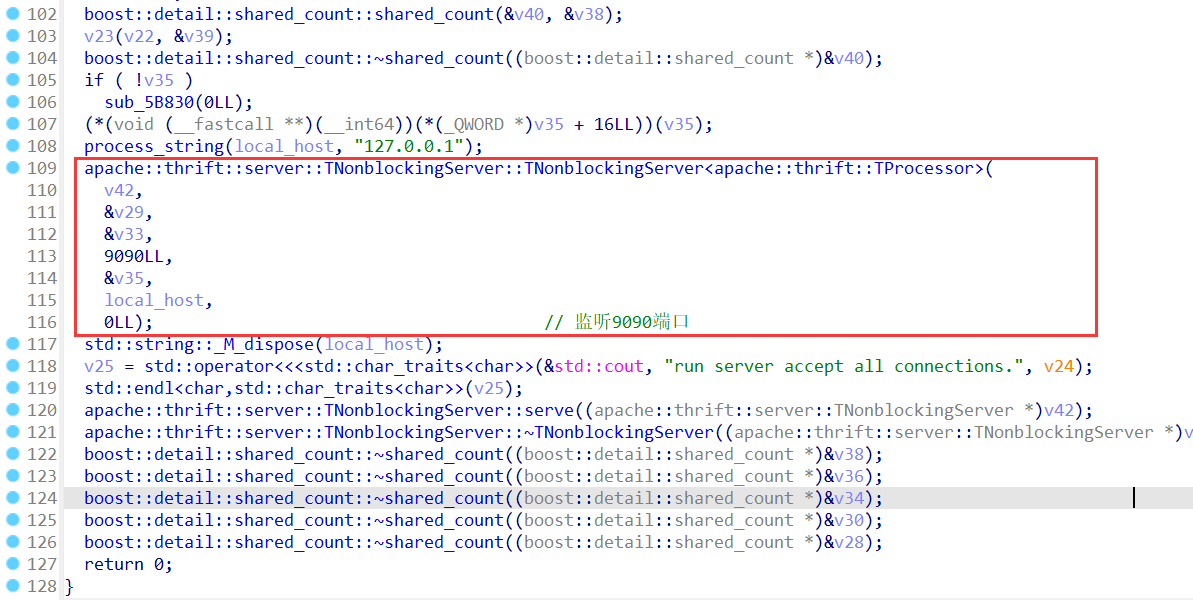 102 boost::detail::shared_count::shared_count(&v40, &v38);
103 v23(v22, &v39);
104 boost::detail::shared_count::~shared_count((boost::detail::shared_count *)&v40);
105 if ( !v35 )
106 sub_5B830(0LL);
107 (*(void (__fastcall **)(__int64))(*(_QWORD *)v35 + 16LL))(v35);
108 process_string(local_host, "127.0.0.1");
109 apache::thrift::server::TNonblockingServer::TNonblockingServer<apache::thrift::TProcessor>(
110 v42,
111 &v29,
112 &v33,
113 9090LL,
114 &v35,
115 local_host,
116 0LL); // 监听9090端口
117 std::string::_M_dispose(local_host);
118 v25 = std::operator<<<std::char_traits<char>>(&std::cout, "run server accept all connections.", v24);
119 std::endl<char,std::char_traits<char>>(v25);
120 apache::thrift::server::TNonblockingServer::serve((apache::thrift::server::TNonblockingServer *)v42);
121 apache::thrift::server::TNonblockingServer::~TNonblockingServer((apache::thrift::server::TNonblockingServer *)v
122 boost::detail::shared_count::~shared_count((boost::detail::shared_count *)&v38);
123 boost::detail::shared_count::~shared_count((boost::detail::shared_count *)&v36);
124 boost::detail::shared_count::~shared_count((boost::detail::shared_count *)&v34);
125 boost::detail::shared_count::~shared_count((boost::detail::shared_count *)&v30);
126 boost::detail::shared_count::~shared_count((boost::detail::shared_count *)&v28);
127 return 0;
128 }